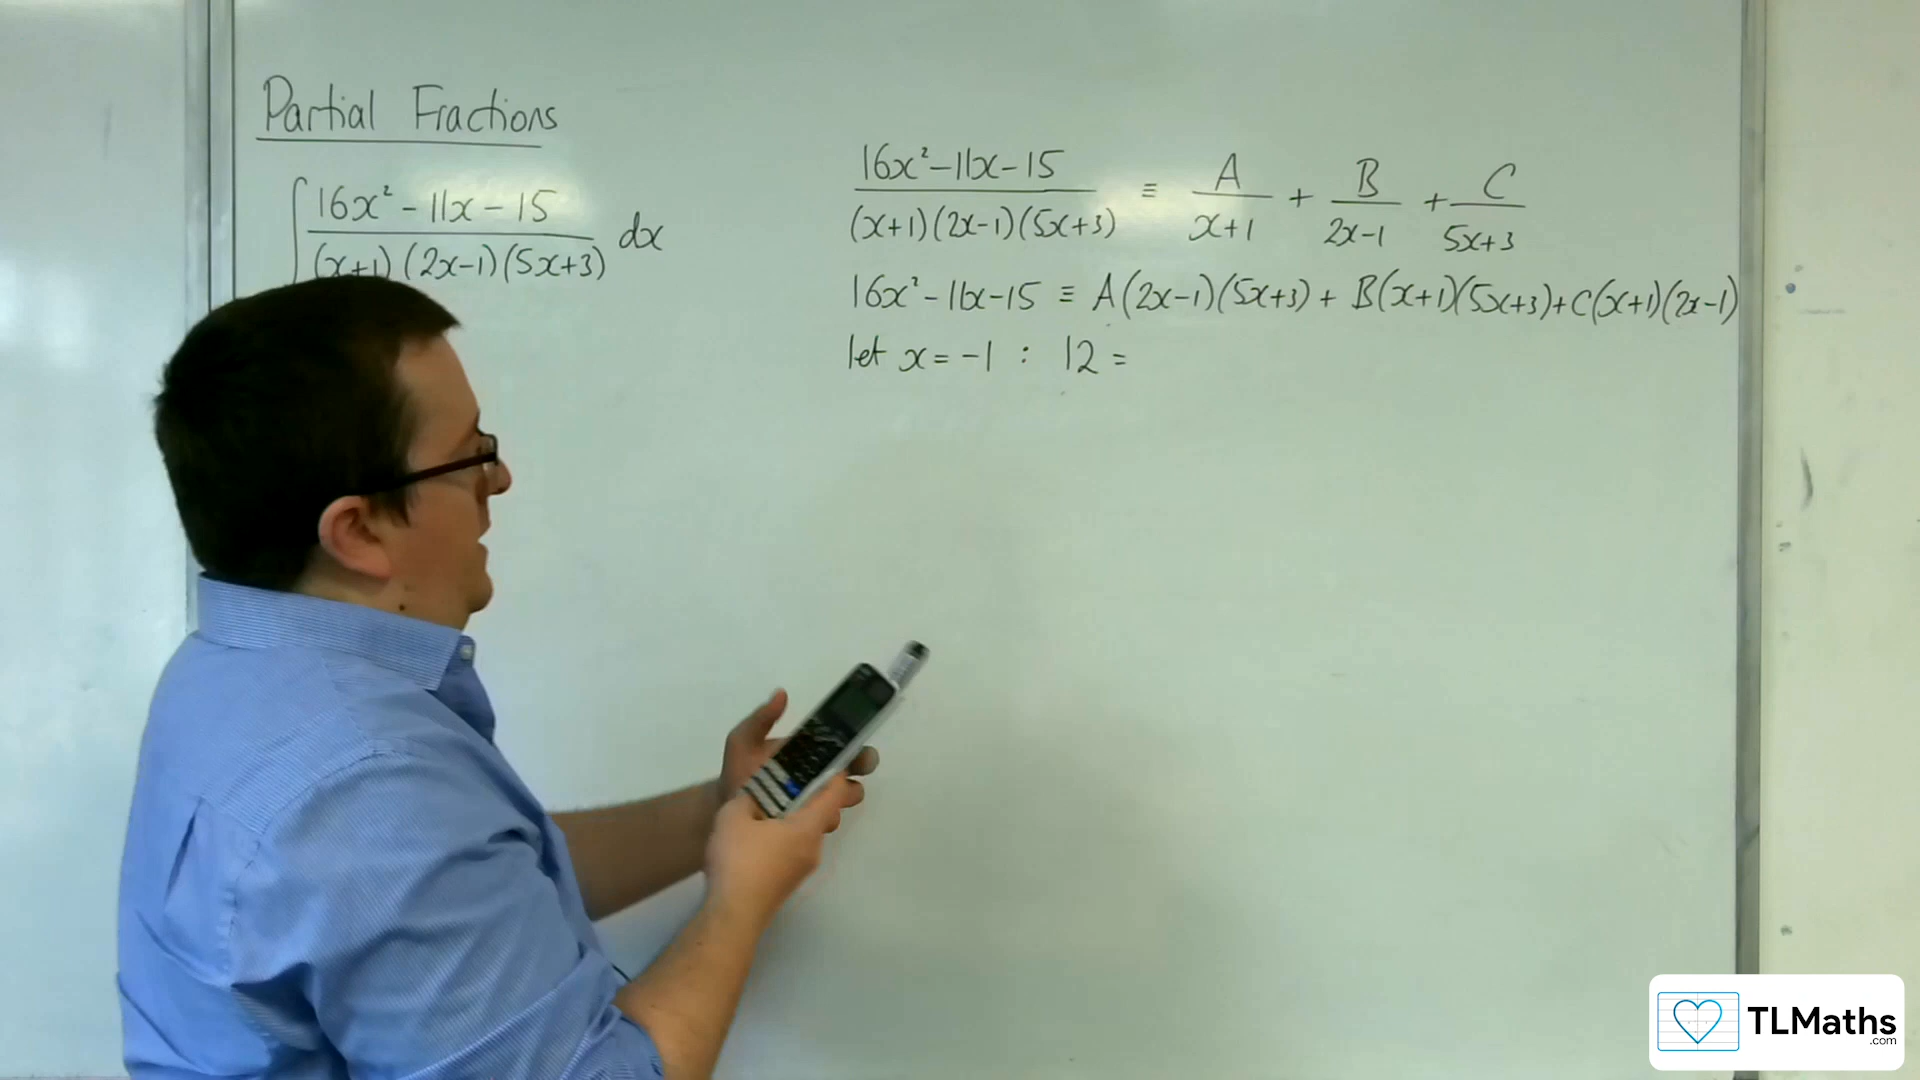 Partial Fractions
∫ 16x² - 11x - 15
(x+1)(2x-1)(5x+3) dx
16x² - 11x - 15
(x+1)(2x-1)(5x+3) ≡ A/x+1 + B/2x-1 + C/5x+3
16x² - 11x - 15 ≡ A(2x-1)(5x+3) + B(x+1)(5x+3) + C(x+1)(2x-1)
let x = -1 : 12 =
TLMaths
.com